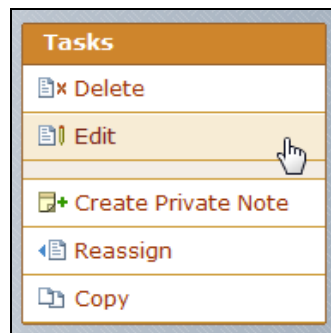 Tasks
Delete
Edit
Create Private Note
Reassign
Copy